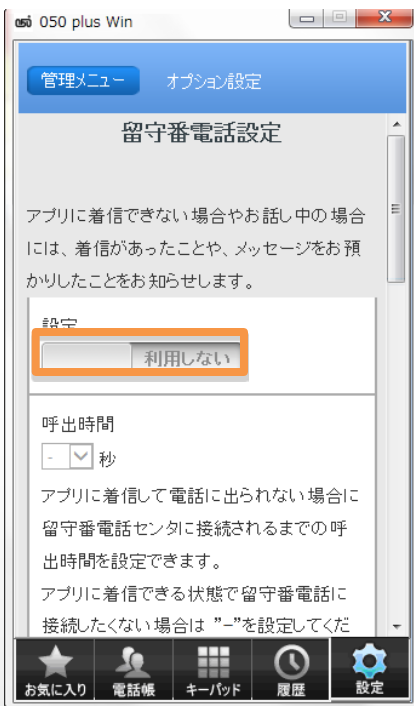 050 plus Win
管理メニュー オプション設定
留守番電話設定
アプリに着信できない場合やお話し中の場合
には、着信があったことや、メッセージをお預
かりしたことをお知らせします。
設定
利用しない
呼出時間
- 秒
アプリに着信して電話に出られない場合に
留守番電話センタに接続されるまでの呼
出時間を設定できます。
アプリに着信できる状態で留守番電話に
接続したくない場合は "-"を設定してくだ
お気に入り 電話帳 キーパッド 履歴 設定